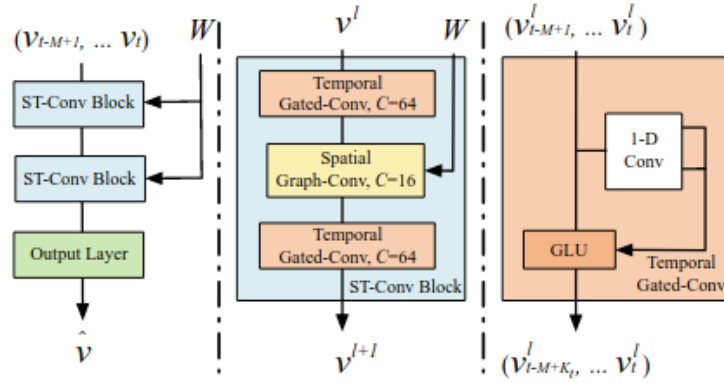 (v_{t-M+1}, ... v_t) W
ST-Conv Block
ST-Conv Block
Output Layer
v̂
v^l W
Temporal
Gated-Conv, C=64
Spatial
Graph-Conv, C=16
Temporal
Gated-Conv, C=64
ST-Conv Block
v^{l+1}
(v^l_{t-M+1}, ... v^l_t)
1-D
Conv
GLU
Temporal
Gated-Conv
(v^l_{t-M+K_t}, ... v^l_t)